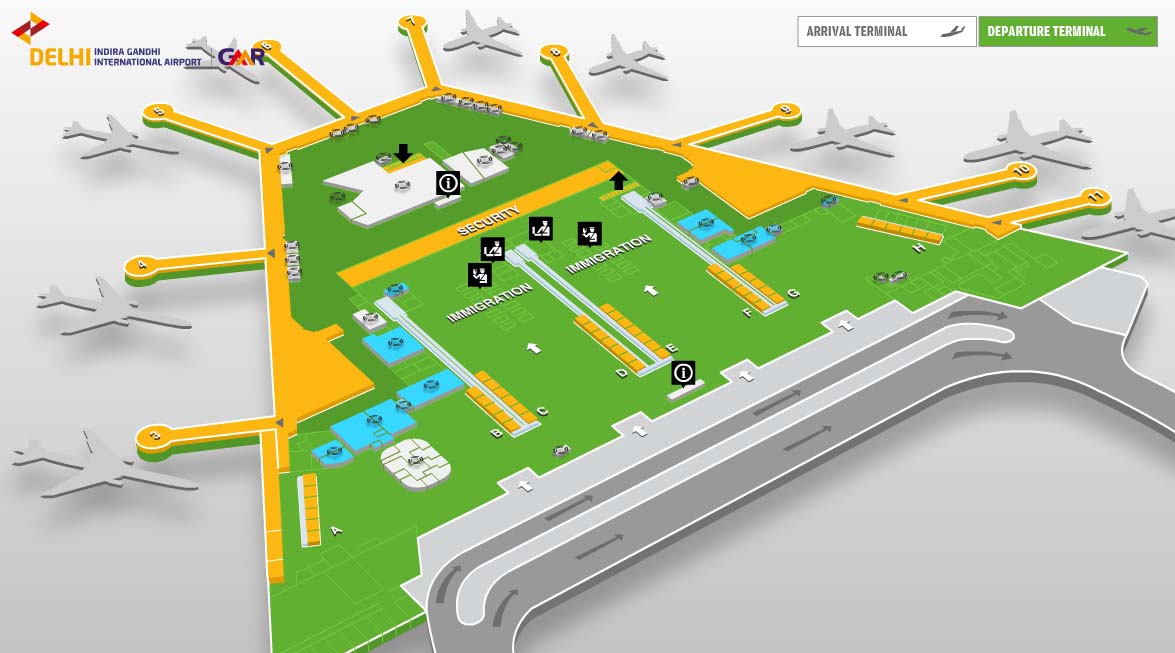 7
6
8
DELHI INDIRA GANDHI
INTERNATIONAL AIRPORT GMR
ARRIVAL TERMINAL
DEPARTURE TERMINAL
5
9
10
11
SECURITY
IMMIGRATION
IMMIGRATION
4
3
H
G
F
E
D
C
B
A